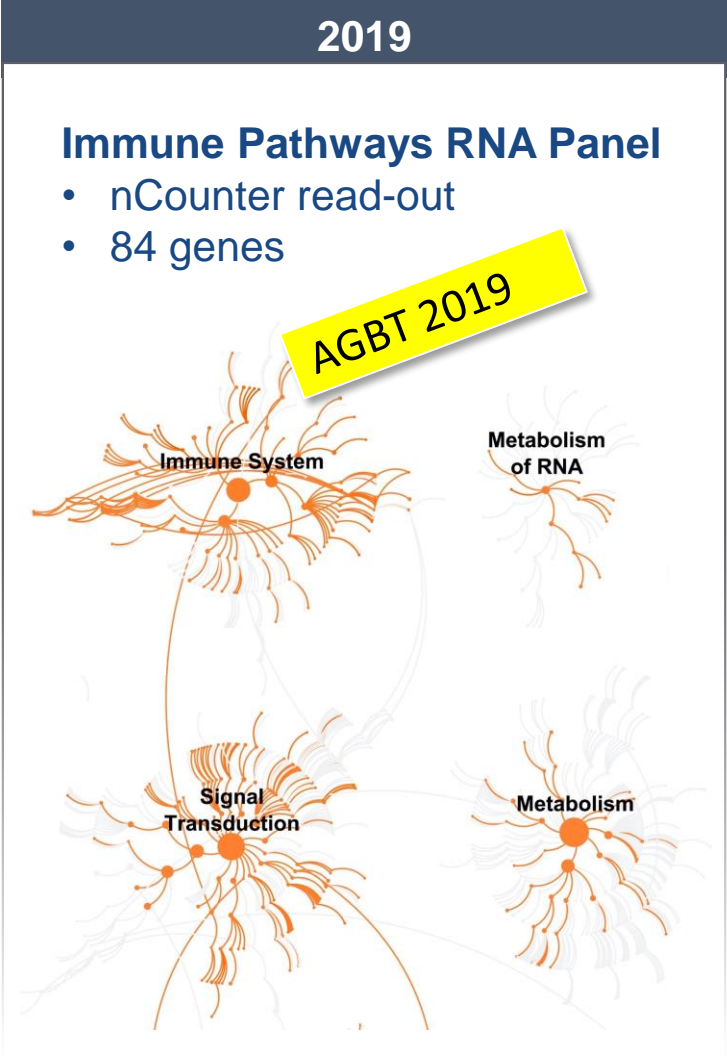 2019
Immune Pathways RNA Panel
• nCounter read-out
• 84 genes
AGBT 2019
Immune System
Metabolism
of RNA
Signal
Transduction
Metabolism